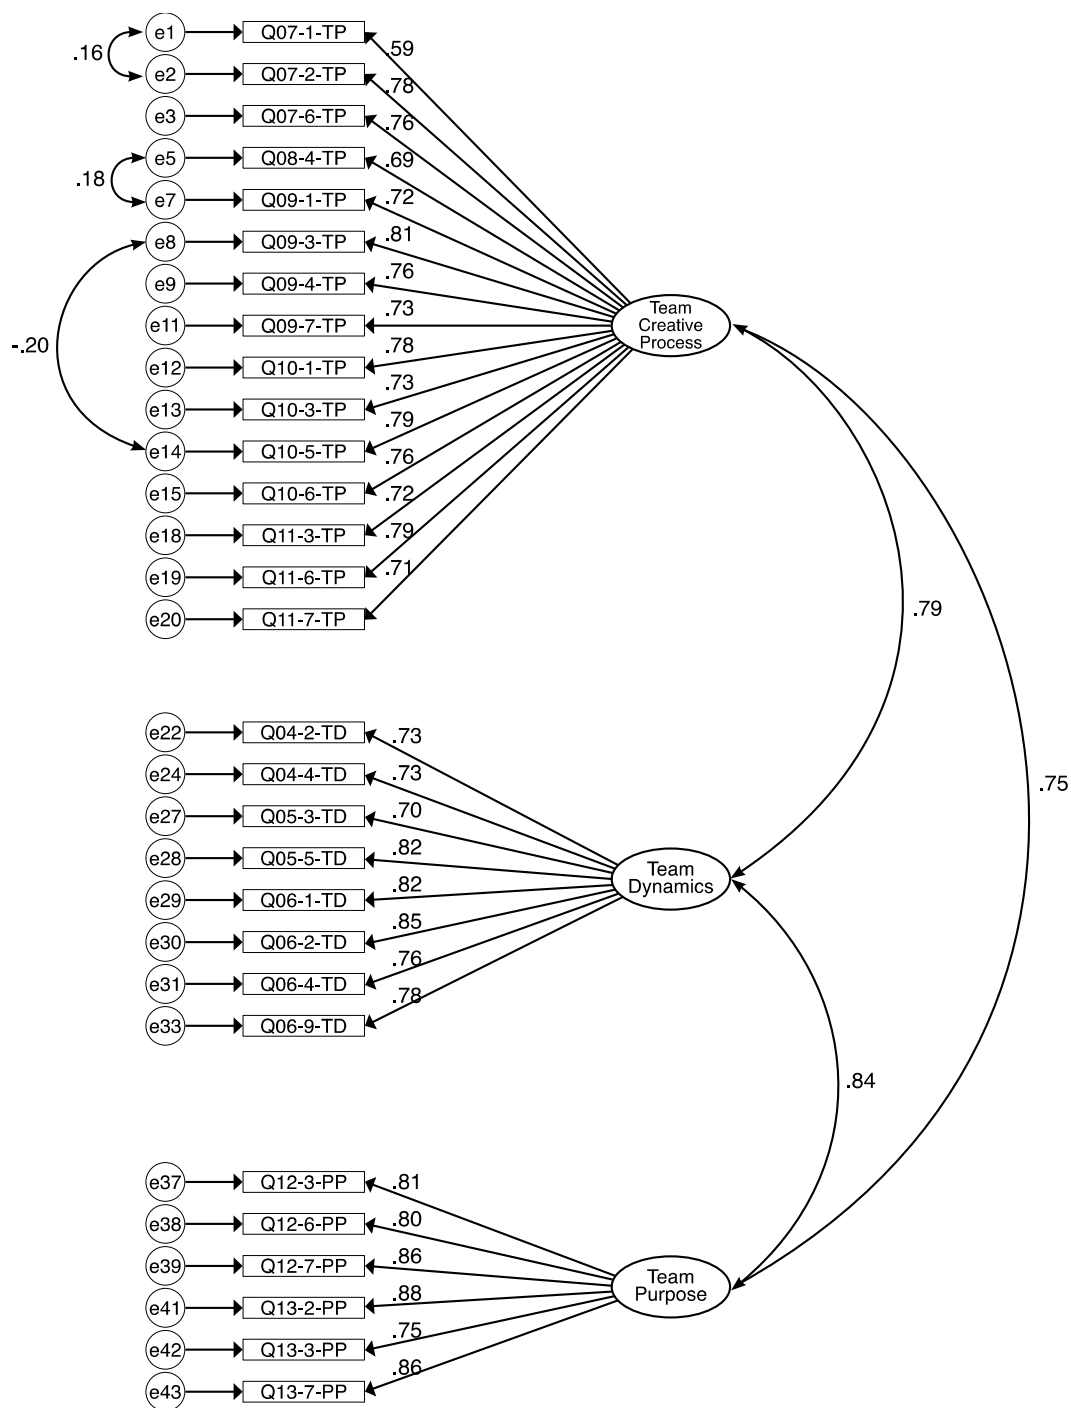 e1 Q07-1-TP .59
.16
e2 Q07-2-TP .78
e3 Q07-6-TP .76
e5 Q08-4-TP .69
.18
e7 Q09-1-TP .72
e8 Q09-3-TP .81
e9 Q09-4-TP .76
e11 Q09-7-TP .73
-.20
e12 Q10-1-TP .78
e13 Q10-3-TP .73
e14 Q10-5-TP .79
e15 Q10-6-TP .76
e18 Q11-3-TP .72
e19 Q11-6-TP .79
e20 Q11-7-TP .71
Team
Creative
Process
.79
.75
e22 Q04-2-TD .73
e24 Q04-4-TD .73
e27 Q05-3-TD .70
e28 Q05-5-TD .82
e29 Q06-1-TD .82
e30 Q06-2-TD .85
e31 Q06-4-TD .76
e33 Q06-9-TD .78
Team
Dynamics
.84
e37 Q12-3-PP .81
e38 Q12-6-PP .80
e39 Q12-7-PP .86
e41 Q13-2-PP .88
e42 Q13-3-PP .75
e43 Q13-7-PP .86
Team
Purpose